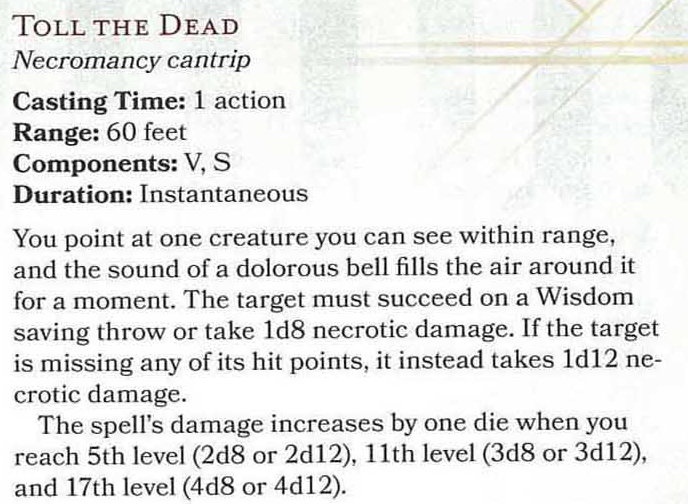 TOLL THE DEAD
Necromancy cantrip
Casting Time: 1 action
Range: 60 feet
Components: V, S
Duration: Instantaneous
You point at one creature you can see within range,
and the sound of a dolorous bell fills the air around it
for a moment. The target must succeed on a Wisdom
saving throw or take 1d8 necrotic damage. If the target
is missing any of its hit points, it instead takes 1d12 ne-
crotic damage.
The spell's damage increases by one die when you
reach 5th level (2d8 or 2d12), 11th level (3d8 or 3d12),
and 17th level (4d8 or 4d12).